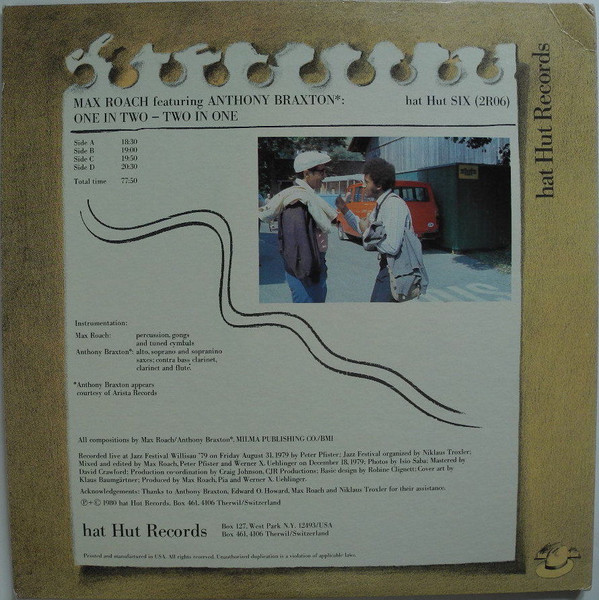 MAX ROACH featuring ANTHONY BRAXTON*: hat Hut SIX (2R06)
ONE IN TWO – TWO IN ONE
Side A 18:30
Side B 19:00
Side C 19:50
Side D 20:30
Total time 77:50
Instrumentation:
Max Roach: percussion, gongs
and tuned cymbals
Anthony Braxton*: alto, soprano and sopranino
saxes; contra bass clarinet,
clarinet and flute.
*Anthony Braxton appears
courtesy of Arista Records
All compositions by Max Roach/Anthony Braxton*, MILMA PUBLISHING CO./BMI
Recorded live at Jazz Festival Willisau '79 on Friday August 31, 1979 by Peter Pfister; Jazz Festival organized by Niklaus Troxler;
Mixed and edited by Max Roach, Peter Pfister and Werner X. Uehlinger on December 18, 1979; Photos by Isio Saba; Mastered by
David Crawford; Production co-ordination by Craig Johnson, CJR Productions; Basic design by Robine Clignett; Cover art by
Klaus Baumgärtner; Produced by Max Roach, Pia and Werner X. Uehlinger.
Acknowledgements: Thanks to Anthony Braxton, Edward O. Howard, Max Roach and Niklaus Troxler for their assistance.
℗+© 1980 hat Hut Records. Box 461, 4106 Therwil/Switzerland
hat Hut Records Box 127, West Park N.Y. 12493/USA
Box 461, 4106 Therwil/Switzerland
Printed and manufactured in USA. All rights reserved. Unauthorized duplication is a violation of applicable laws.
hat Hut Records